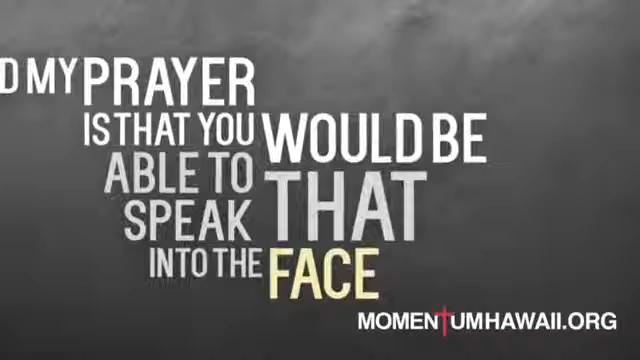 D MY PRAYER
IS THAT YOU WOULD BE
ABLE TO
SPEAK THAT
INTO THE FACE
MOMENTUMHAWAII.ORG